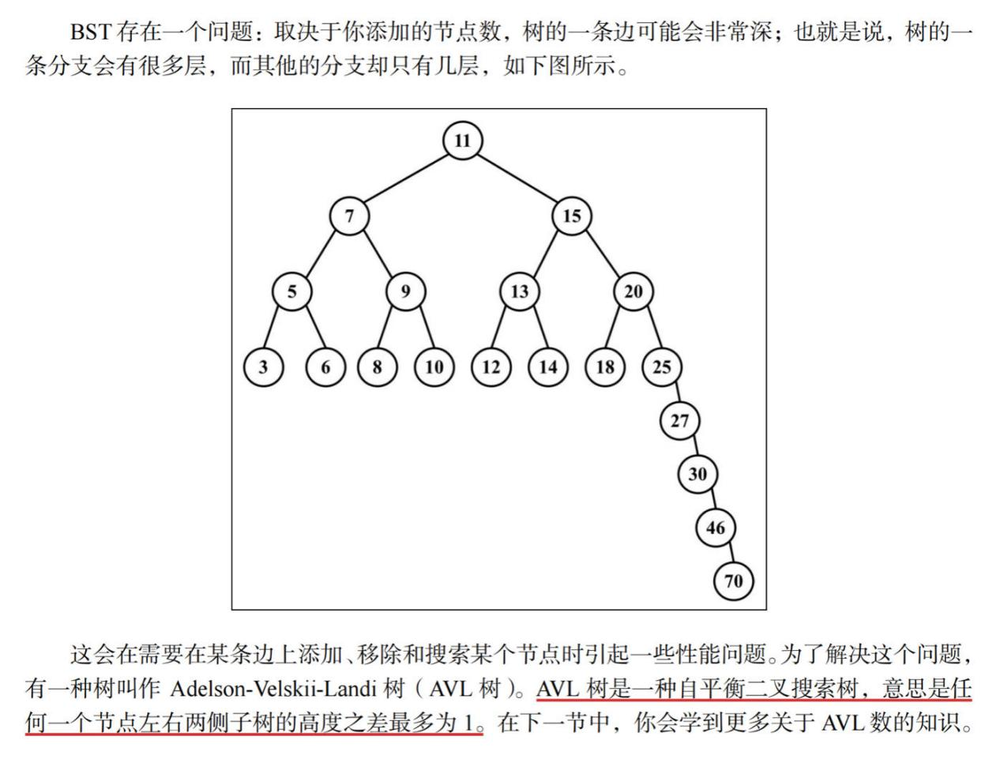 BST 存在一个问题：取决于你添加的节点数，树的一条边可能会非常深；也就是说，树的一
条分支会有很多层，而其他的分支却只有几层，如下图所示。
11
7 15
5 9 13 20
3 6 8 10 12 14 18 25
27
30
46
70
这会在需要在某条边上添加、移除和搜索某个节点时引起一些性能问题。为了解决这个问题，
有一种树叫作 Adelson-Velskii-Landi 树（AVL 树）。AVL 树是一种自平衡二叉搜索树，意思是任
何一个节点左右两侧子树的高度之差最多为 1。在下一节中，你会学到更多关于 AVL 数的知识。